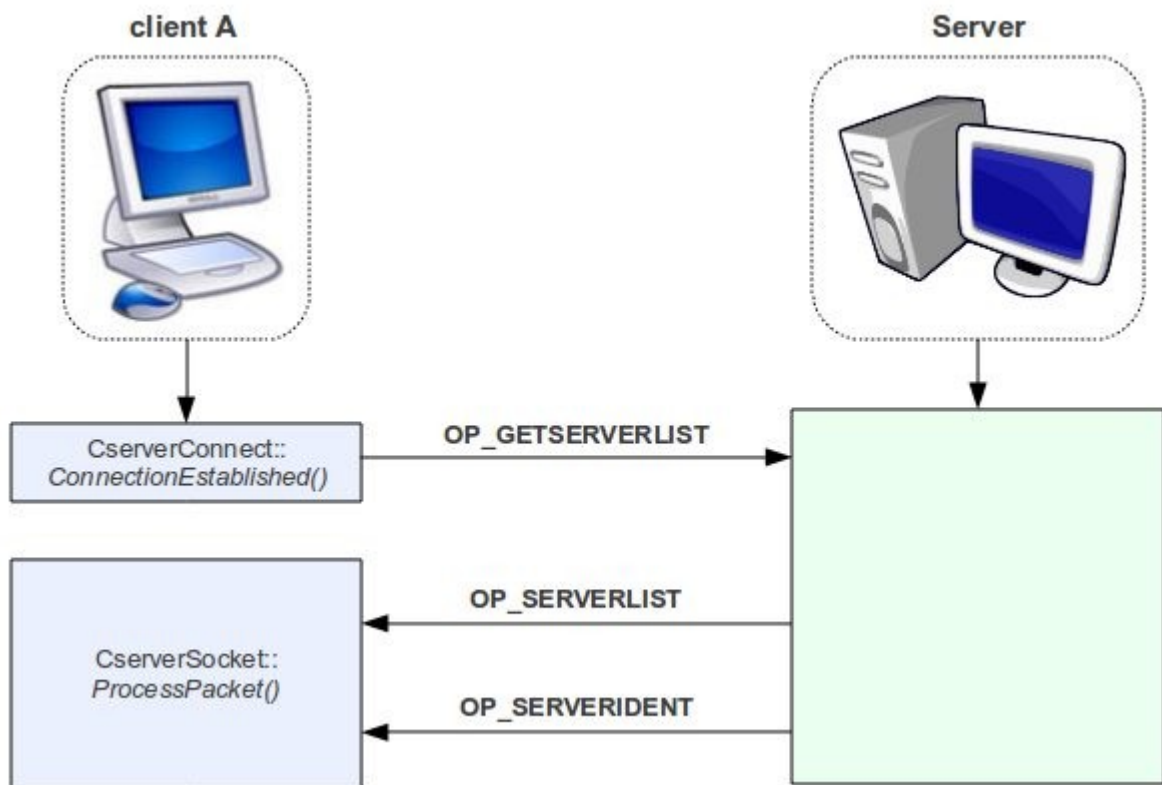 client A
Server
CserverConnect::
ConnectionEstablished()
OP_GETSERVERLIST
OP_SERVERLIST
CserverSocket::
ProcessPacket()
OP_SERVERIDENT